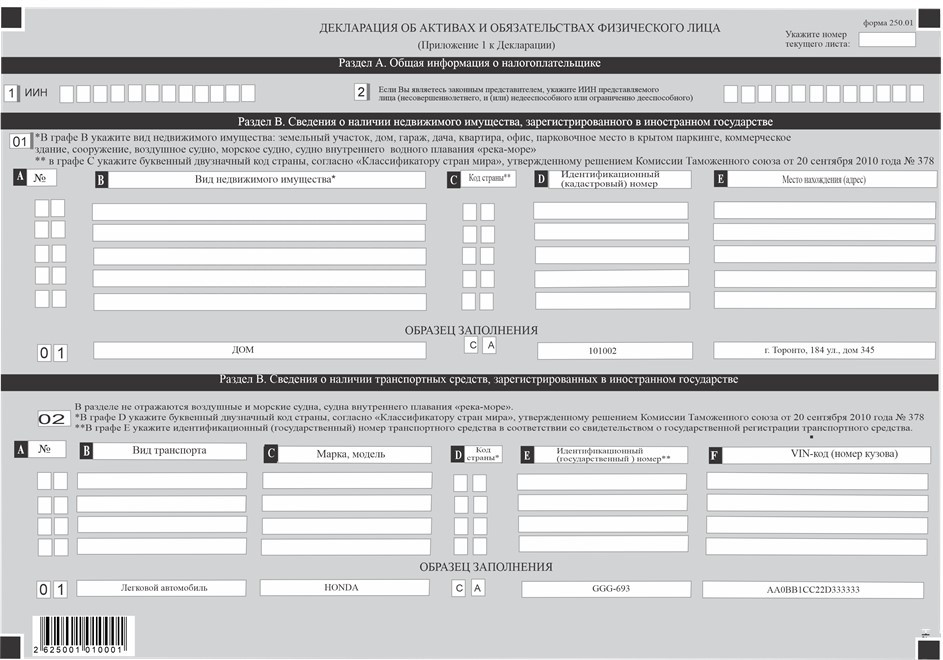 форма 250.01
ДЕКЛАРАЦИЯ ОБ АКТИВАХ И ОБЯЗАТЕЛЬСТВАХ ФИЗИЧЕСКОГО ЛИЦА
(Приложение 1 к Декларации)
Укажите номер
текущего листа:
Раздел А. Общая информация о налогоплательщике
1 ИИН
2 Если Вы являетесь законным представителем, укажите ИИН представляемого
лица (несовершеннолетнего, и (или) недееспособного или ограничено дееспособного)
Раздел В. Сведения о наличии недвижимого имущества, зарегистрированного в иностранном государстве
01 *В графе В укажите вид недвижимого имущества: земельный участок, дом, гараж, дача, квартира, офис, парковочное место в крытом паркинге, коммерческое
здание, сооружение, воздушное судно, морское судно, судно внутреннего водного плавания «река-море»
** в графе С укажите буквенный двузначный код страны, согласно «Классификатору стран мира», утвержденному решением Комиссии Таможенного союза от 20 сентября 2010 года № 378
A № B Вид недвижимого имущества* C Код страны** D Идентификационный
(кадастровый) номер E Место нахождения (адрес)
ОБРАЗЕЦ ЗАПОЛНЕНИЯ
0 1 ДОМ C A 101002 г. Торонто, 184 ул., дом 345
Раздел В. Сведения о наличии транспортных средств, зарегистрированных в иностранном государстве
02 В разделе не отражаются воздушные и морские судна, судна внутреннего плавания «река-море».
*В графе D укажите буквенный двузначный код страны, согласно «Классификатору стран мира», утвержденному решением Комиссии Таможенного союза от 20 сентября 2010 года № 378
**В графе Е укажите идентификационный (государственный) номер транспортного средства в соответствии со свидетельством о государственной регистрации транспортного средства.
A № B Вид транспорта C Марка, модель D Код
страны* E Идентификационный
(государственный ) номер** F VIN-код (номер кузова)
ОБРАЗЕЦ ЗАПОЛНЕНИЯ
0 1 Легковой автомобиль HONDA C A GGG-693 AA0BB1CC22D333333
2 625001 010001